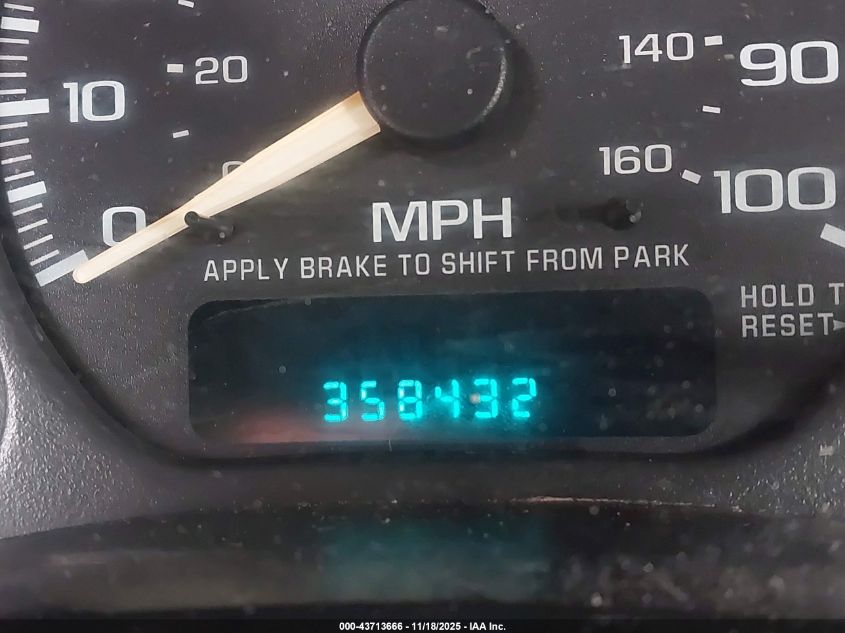 140 90
20
10
160 100
0
MPH
APPLY BRAKE TO SHIFT FROM PARK
HOLD T
RESET
358432
000-43713666 - 11/18/2025 - IAA Inc.